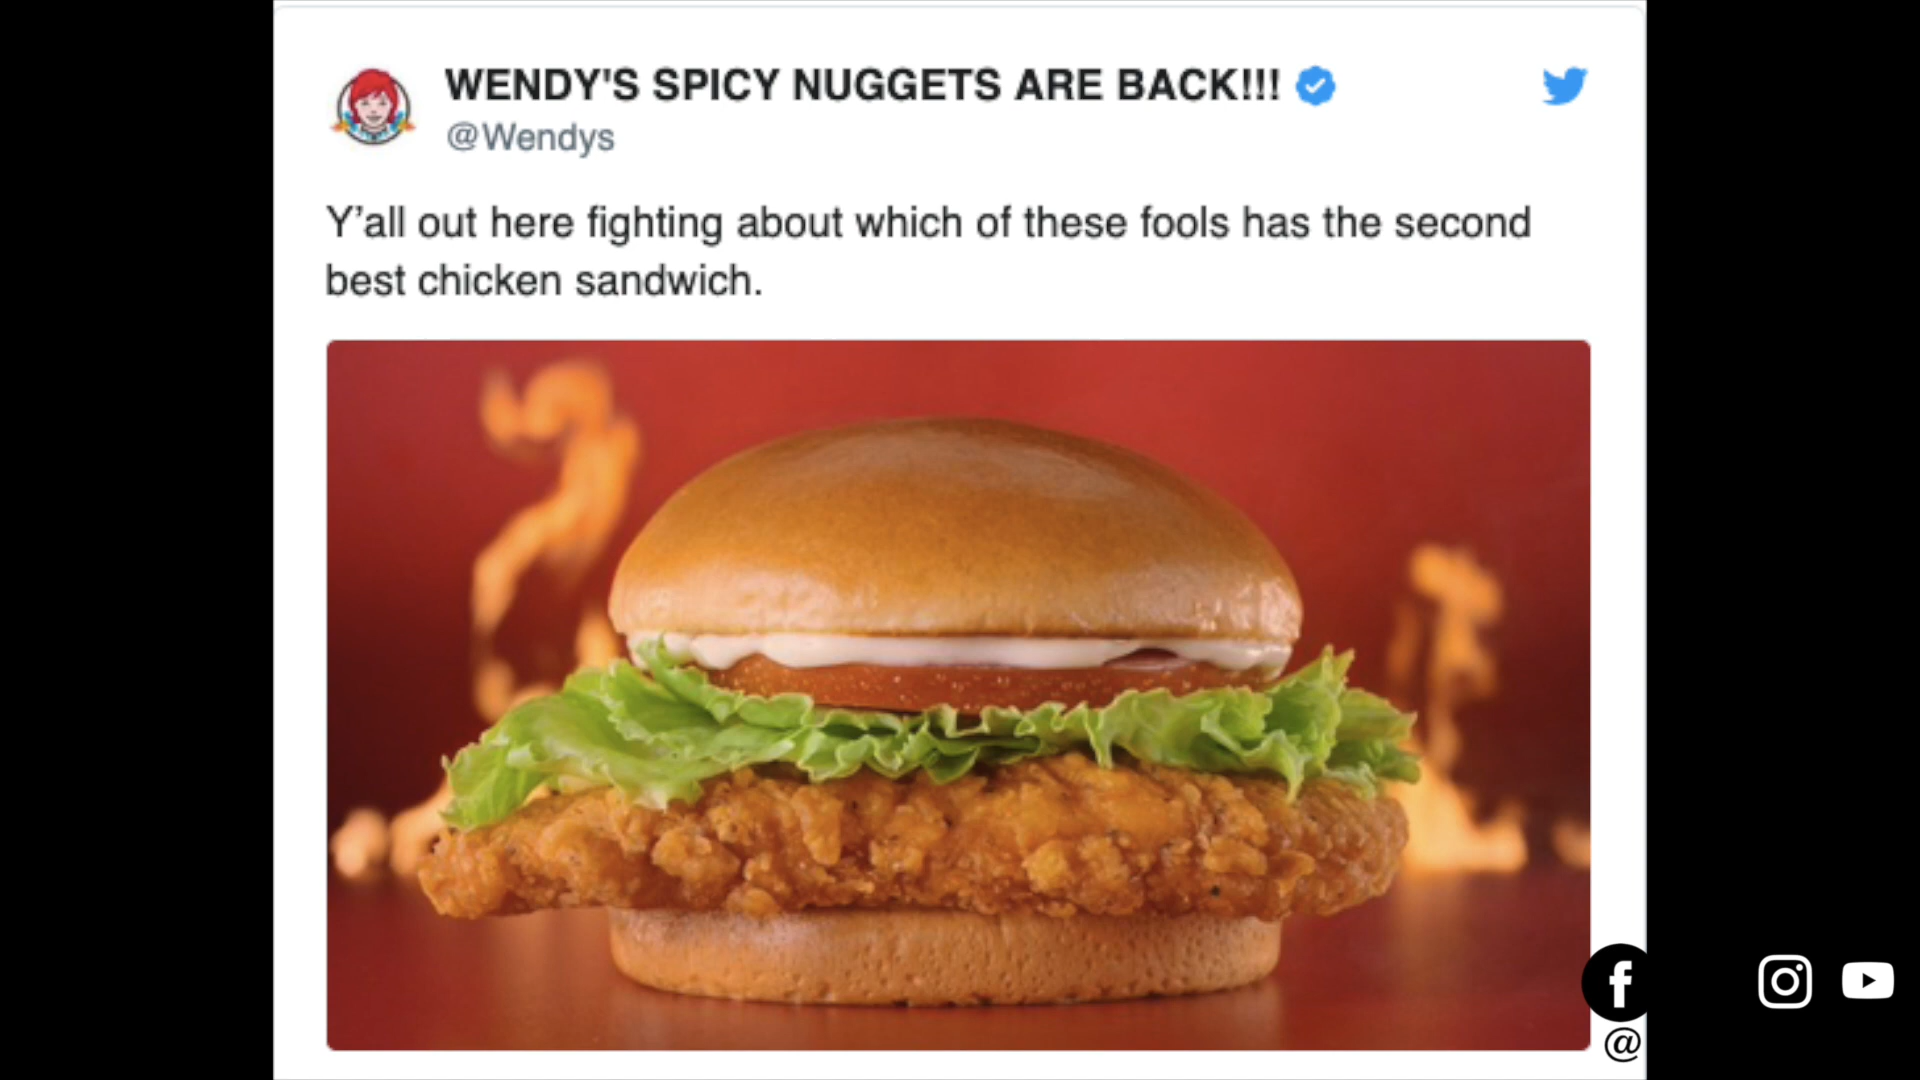 WENDY'S SPICY NUGGETS ARE BACK!!!
@Wendys
Y’all out here fighting about which of these fools has the second
best chicken sandwich.
@